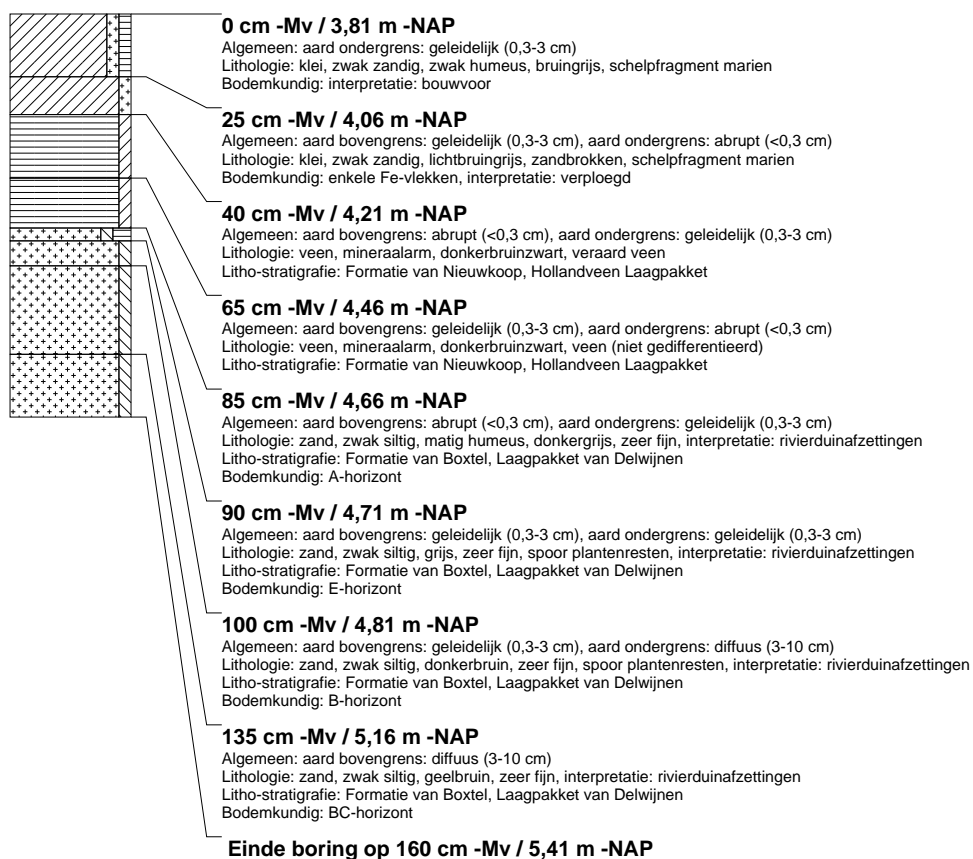 0 cm -Mv / 3,81 m -NAP
Algemeen: aard ondergrens: geleidelijk (0,3-3 cm)
Lithologie: klei, zwak zandig, zwak humeus, bruingrijs, schelpfragment marien
Bodemkundig: interpretatie: bouwvoor
25 cm -Mv / 4,06 m -NAP
Algemeen: aard bovengrens: geleidelijk (0,3-3 cm), aard ondergrens: abrupt (<0,3 cm)
Lithologie: klei, zwak zandig, lichtbruingrijs, zandbrokken, schelpfragment marien
Bodemkundig: enkele Fe-vlekken, interpretatie: verploegd
40 cm -Mv / 4,21 m -NAP
Algemeen: aard bovengrens: abrupt (<0,3 cm), aard ondergrens: geleidelijk (0,3-3 cm)
Lithologie: veen, mineraalarm, donkerbruinzwart, veraard veen
Litho-stratigrafie: Formatie van Nieuwkoop, Hollandveen Laagpakket
65 cm -Mv / 4,46 m -NAP
Algemeen: aard bovengrens: geleidelijk (0,3-3 cm), aard ondergrens: abrupt (<0,3 cm)
Lithologie: veen, mineraalarm, donkerbruinzwart, veen (niet gedifferentieerd)
Litho-stratigrafie: Formatie van Nieuwkoop, Hollandveen Laagpakket
85 cm -Mv / 4,66 m -NAP
Algemeen: aard bovengrens: abrupt (<0,3 cm), aard ondergrens: geleidelijk (0,3-3 cm)
Lithologie: zand, zwak siltig, matig humeus, donkergrijs, zeer fijn, interpretatie: rivierduinafzettingen
Litho-stratigrafie: Formatie van Boxtel, Laagpakket van Delwijnen
Bodemkundig: A-horizont
90 cm -Mv / 4,71 m -NAP
Algemeen: aard bovengrens: geleidelijk (0,3-3 cm), aard ondergrens: geleidelijk (0,3-3 cm)
Lithologie: zand, zwak siltig, grijs, zeer fijn, spoor plantenresten, interpretatie: rivierduinafzettingen
Litho-stratigrafie: Formatie van Boxtel, Laagpakket van Delwijnen
Bodemkundig: E-horizont
100 cm -Mv / 4,81 m -NAP
Algemeen: aard bovengrens: geleidelijk (0,3-3 cm), aard ondergrens: diffuus (3-10 cm)
Lithologie: zand, zwak siltig, donkerbruin, zeer fijn, spoor plantenresten, interpretatie: rivierduinafzettingen
Litho-stratigrafie: Formatie van Boxtel, Laagpakket van Delwijnen
Bodemkundig: B-horizont
135 cm -Mv / 5,16 m -NAP
Algemeen: aard bovengrens: diffuus (3-10 cm)
Lithologie: zand, zwak siltig, geelbruin, zeer fijn, interpretatie: rivierduinafzettingen
Litho-stratigrafie: Formatie van Boxtel, Laagpakket van Delwijnen
Bodemkundig: BC-horizont
Einde boring op 160 cm -Mv / 5,41 m -NAP